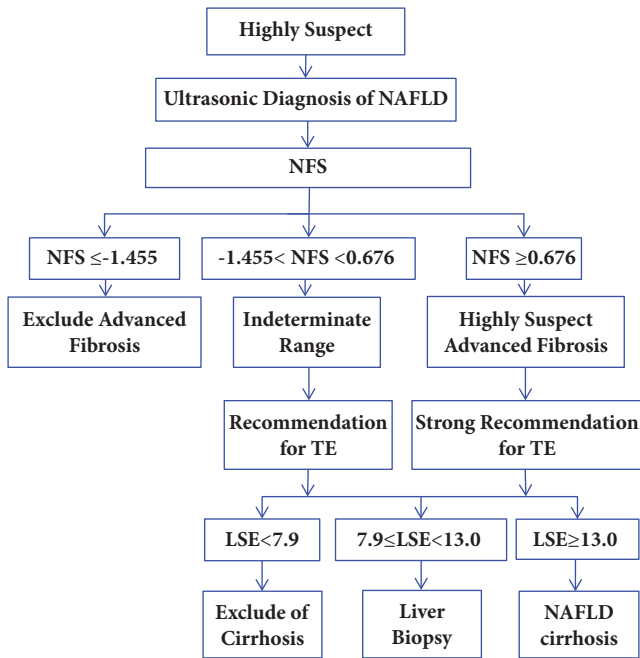 Highly Suspect
Ultrasonic Diagnosis of NAFLD
NFS
NFS ≤-1.455
-1.455< NFS <0.676
NFS ≥0.676
Exclude Advanced
Fibrosis
Indeterminate
Range
Highly Suspect
Advanced Fibrosis
Recommendation
for TE
Strong Recommendation
for TE
LSE<7.9
7.9≤LSE<13.0
LSE≥13.0
Exclude of
Cirrhosis
Liver
Biopsy
NAFLD
cirrhosis